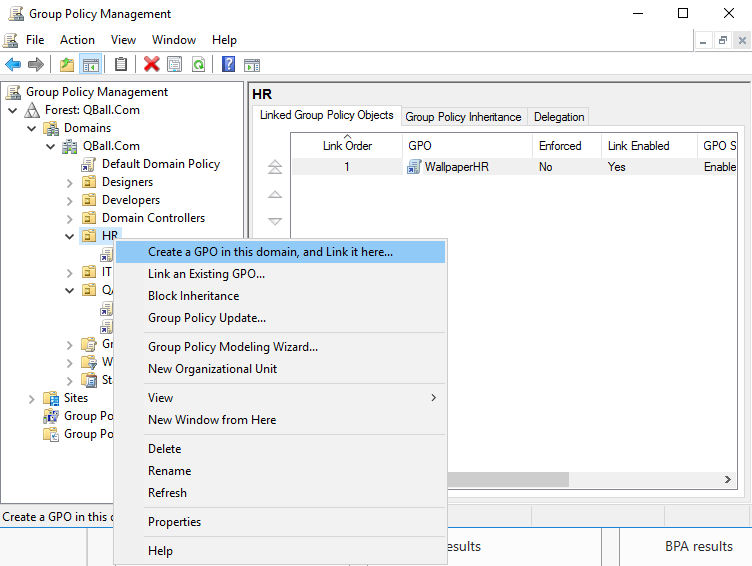 Group Policy Management
File Action View Window Help
Group Policy Management
Forest: QBall.Com
Domains
QBall.Com
Default Domain Policy
Designers
Developers
Domain Controllers
HR
IT
Sites
Group Po
Group Po
HR
Linked Group Policy Objects Group Policy Inheritance Delegation
Link Order GPO Enforced Link Enabled GPO S
1 WallpaperHR No Yes Enable
Create a GPO in this domain, and Link it here...
Link an Existing GPO...
Block Inheritance
Group Policy Update...
Group Policy Modeling Wizard...
New Organizational Unit
View
New Window from Here
Delete
Rename
Refresh
Properties
Help
Create a GPO in this
BPA results